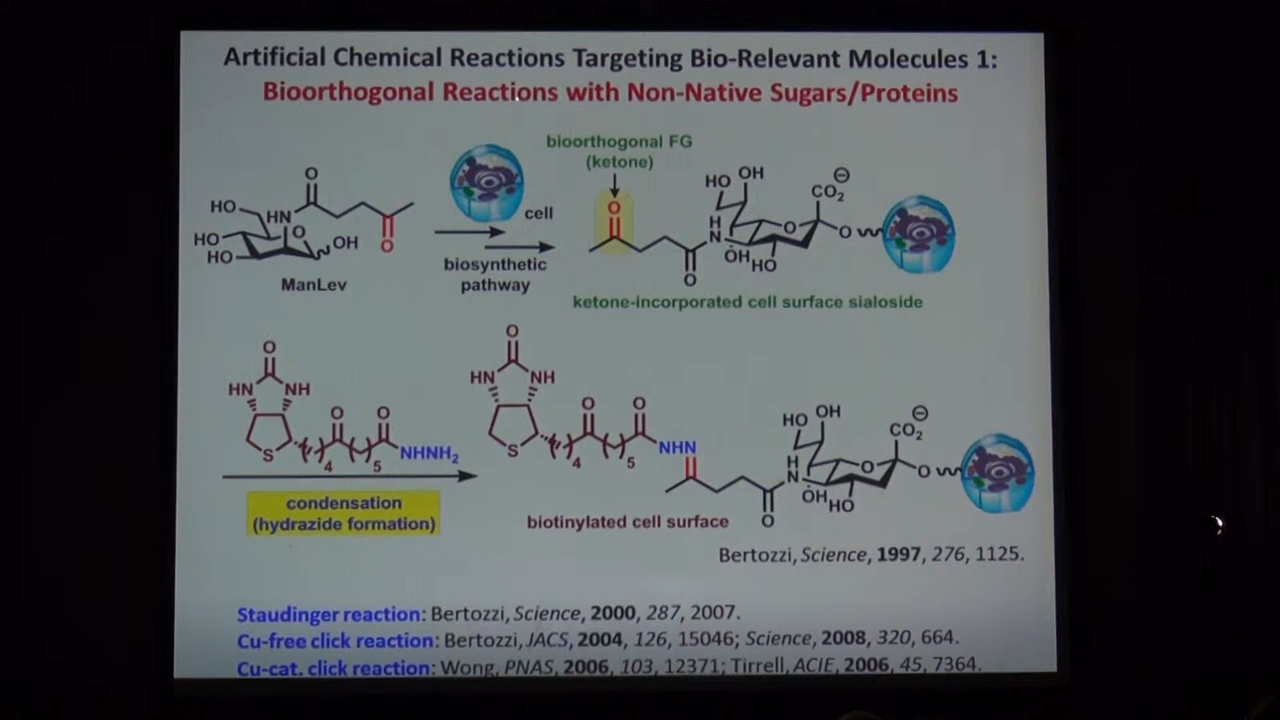 Artificial Chemical Reactions Targeting Bio-Relevant Molecules 1:
Bioorthogonal Reactions with Non-Native Sugars/Proteins
bioorthogonal FG
(ketone)
O
HO
HN
O
HO
HO
OH
O
ManLev
cell
biosynthetic
pathway
O
HO OH
CO2 ⊖
H
N
O
O
O
ÓH
HO
ketone-incorporated cell surface sialoside
O
HN NH
S
4
O
5
O
NHNH2
condensation
(hydrazide formation)
O
HN NH
S
4
O
5
O
NHN
O
H
N
HO OH
CO2 ⊖
O
O
ÓH
HO
biotinylated cell surface
Bertozzi, Science, 1997, 276, 1125.
Staudinger reaction: Bertozzi, Science, 2000, 287, 2007.
Cu-free click reaction: Bertozzi, JACS, 2004, 126, 15046; Science, 2008, 320, 664.
Cu-cat. click reaction: Wong, PNAS, 2006, 103, 12371; Tirrell, ACIE, 2006, 45, 7364.